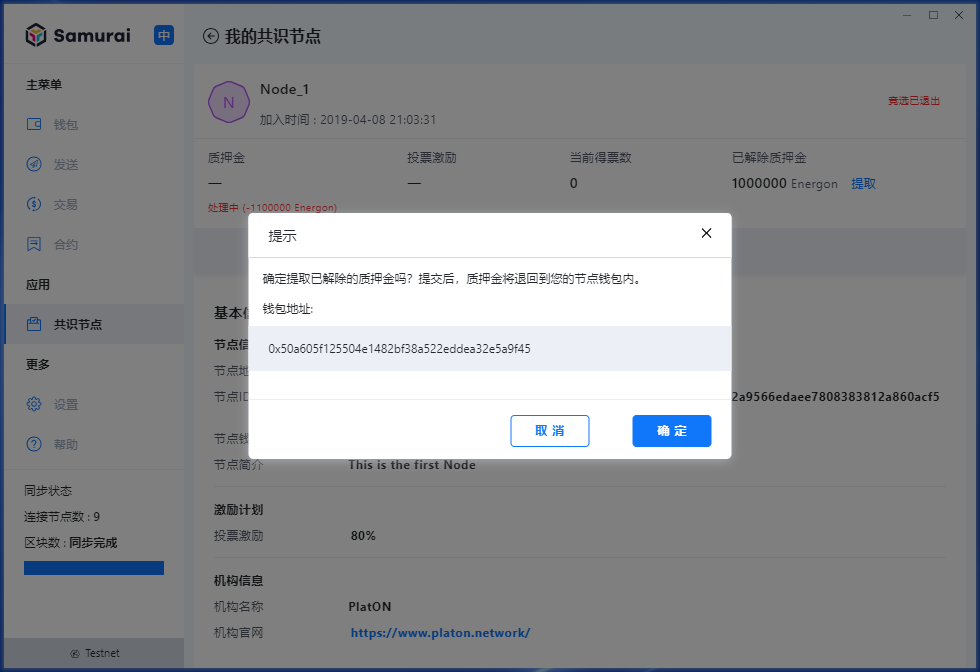 Samurai
中
我的共识节点
主菜单
钱包
发送
交易
合约
应用
共识节点
更多
设置
帮助
同步状态
连接节点数 : 9
区块数 : 同步完成
Testnet
N
Node_1
加入时间 : 2019-04-08 21:03:31
竞选已退出
质押金
投票激励
当前得票数
已解除质押金
—
—
0
1000000 Energon 提取
处理中 (-1100000 Energon)
提示
确定提取已解除的质押金吗？提交后，质押金将退回到您的节点钱包内。
钱包地址:
0x50a605f125504e1482bf38a522eddea32e5a9f45
取 消
确 定
基本信
节点信
节点地
节点ID
2a9566edaee7808383812a860acf5
节点钱
节点简介
This is the first Node
激励计划
投票激励
80%
机构信息
机构名称
PlatON
机构官网
https://www.platon.network/